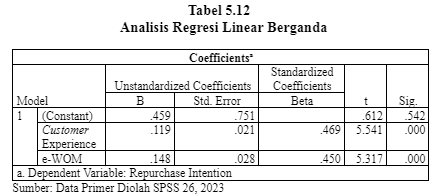 Tabel 5.12
Analisis Regresi Linear Berganda
Coefficientsᵃ
Model Unstandardized Coefficients Standardized Coefficients t Sig.
B Std. Error Beta
1 (Constant) .459 .751 .612 .542
Customer Experience .119 .021 .469 5.541 .000
e-WOM .148 .028 .450 5.317 .000
a. Dependent Variable: Repurchase Intention
Sumber: Data Primer Diolah SPSS 26, 2023